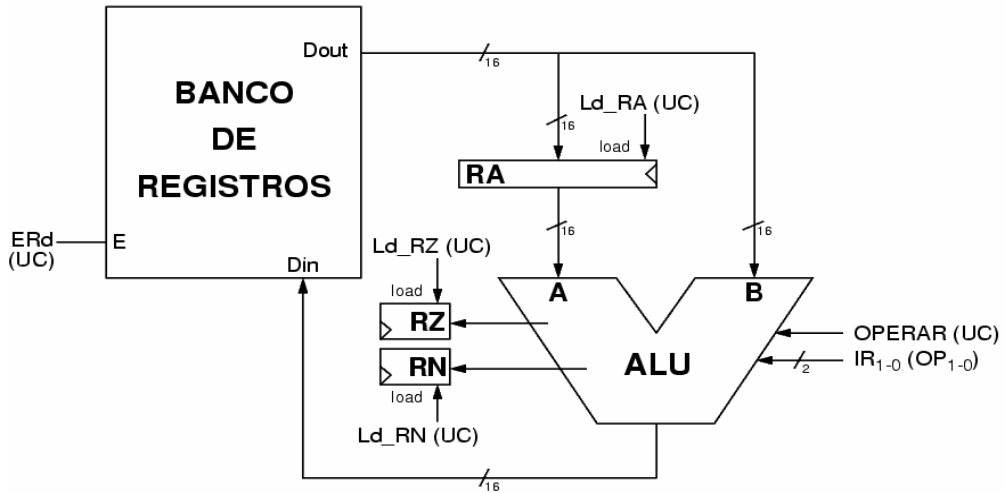 Dout
16
BANCO
DE
REGISTROS
Ld_RA (UC)
16
load
RA
ERd
(UC)
E
Din
16
16
Ld_RZ (UC)
load
RZ
A
B
RN
load
Ld_RN (UC)
ALU
OPERAR (UC)
2
IR1-0 (OP1-0)
16